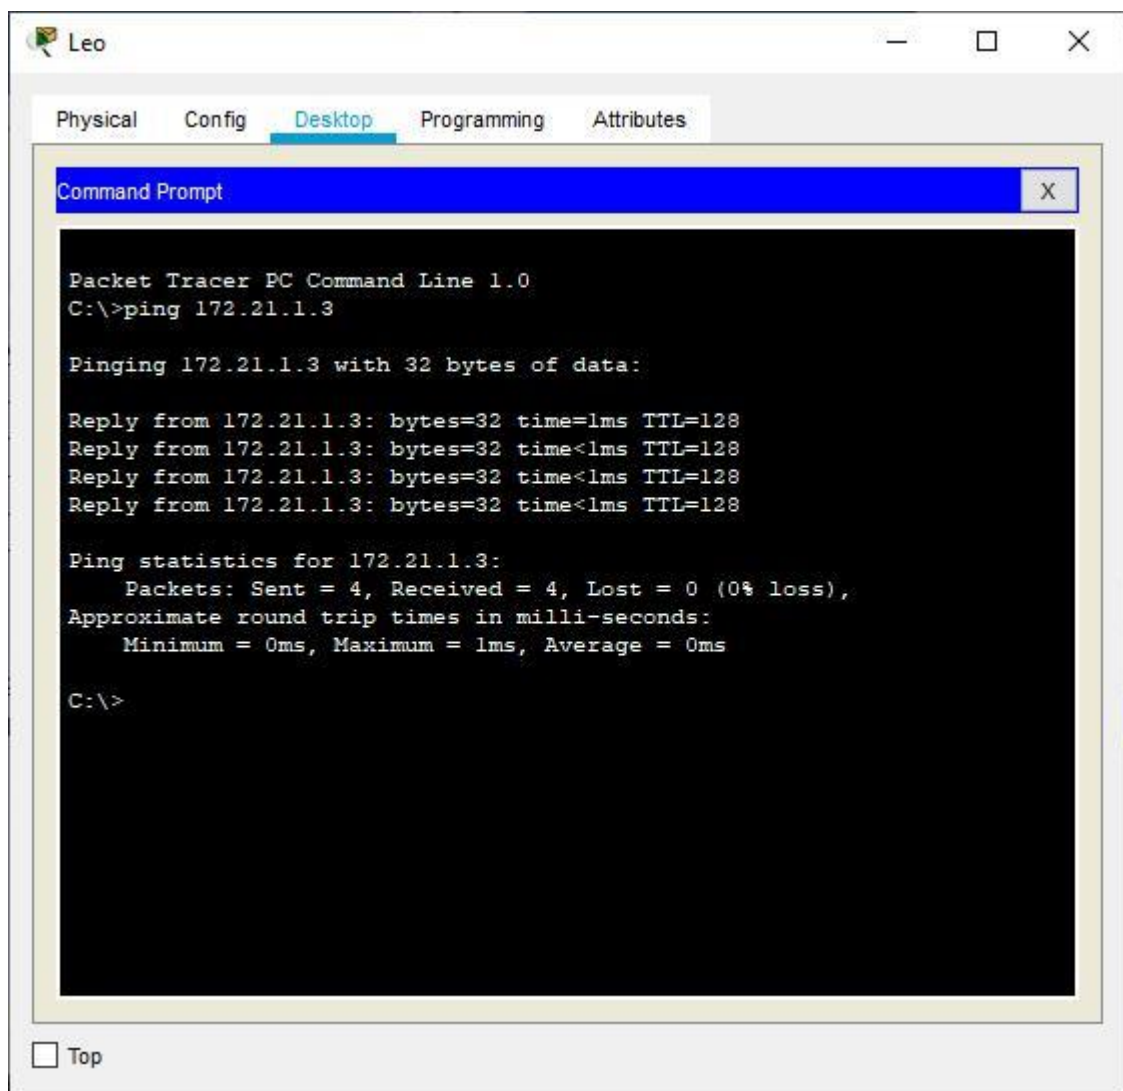 Leo
Physical Config Desktop Programming Attributes
Command Prompt X
Packet Tracer PC Command Line 1.0
C:\>ping 172.21.1.3
Pinging 172.21.1.3 with 32 bytes of data:
Reply from 172.21.1.3: bytes=32 time=1ms TTL=128
Reply from 172.21.1.3: bytes=32 time<1ms TTL=128
Reply from 172.21.1.3: bytes=32 time<1ms TTL=128
Reply from 172.21.1.3: bytes=32 time<1ms TTL=128
Ping statistics for 172.21.1.3:
    Packets: Sent = 4, Received = 4, Lost = 0 (0% loss),
Approximate round trip times in milli-seconds:
    Minimum = 0ms, Maximum = 1ms, Average = 0ms
C:\>
Top